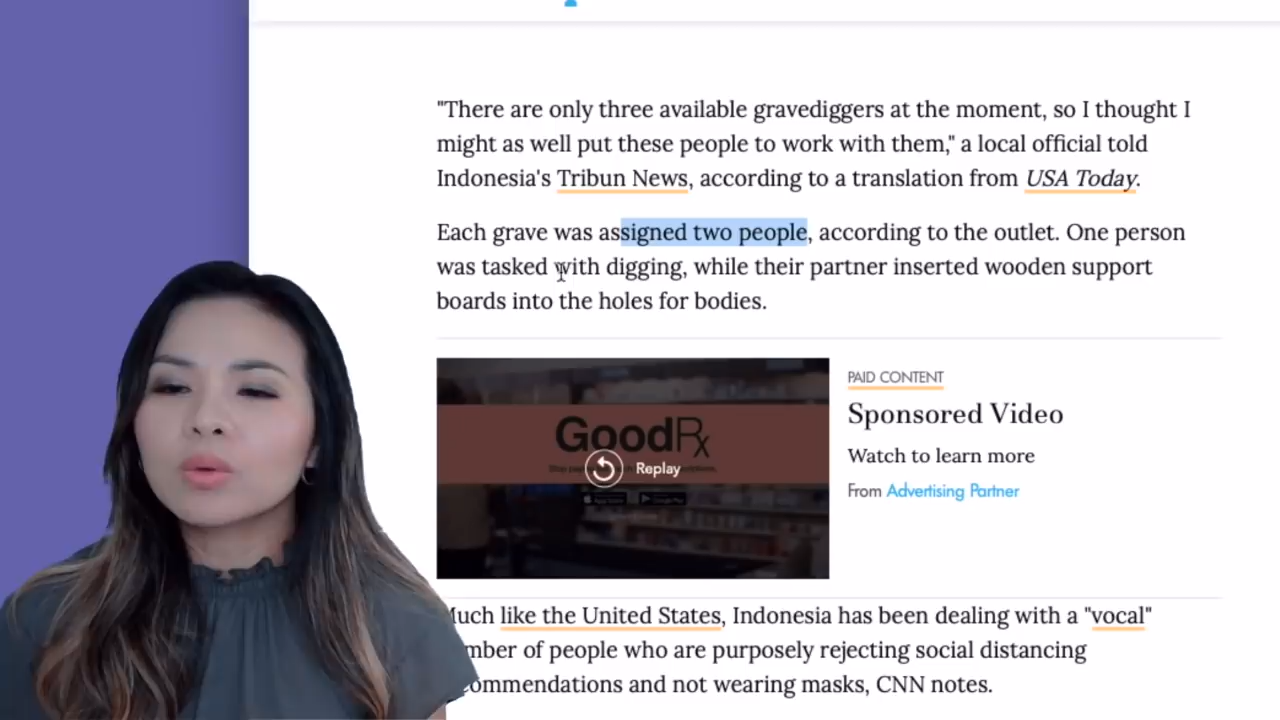 "There are only three available gravediggers at the moment, so I thought I
might as well put these people to work with them," a local official told
Indonesia's Tribun News, according to a translation from USA Today.
Each grave was assigned two people, according to the outlet. One person
was tasked with digging, while their partner inserted wooden support
boards into the holes for bodies.
GoodRx
Replay
PAID CONTENT
Sponsored Video
Watch to learn more
From Advertising Partner
Much like the United States, Indonesia has been dealing with a "vocal"
of people who are purposely rejecting social distancing
and not wearing masks, CNN notes.